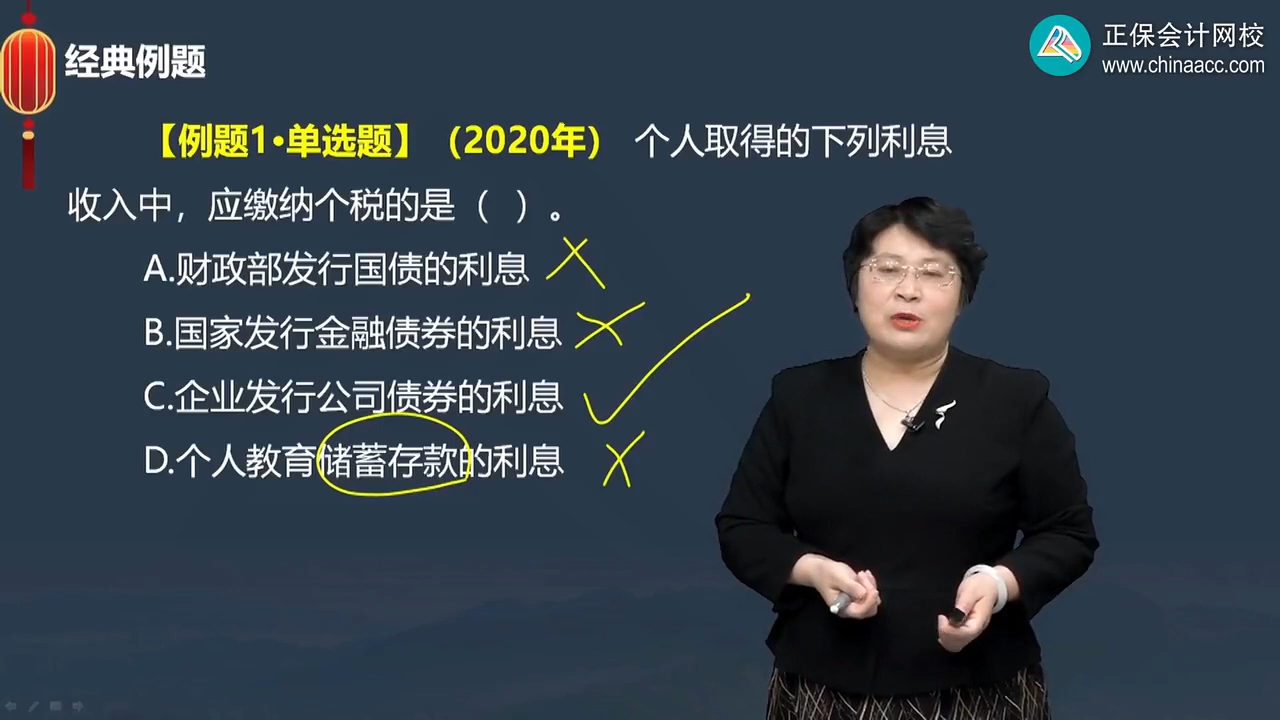 正保会计网校
www.chinaacc.com
经典例题
【例题1·单选题】（2020年） 个人取得的下列利息
收入中，应缴纳个税的是（ ）。
A.财政部发行国债的利息
B.国家发行金融债券的利息
C.企业发行公司债券的利息
D.个人教育储蓄存款的利息